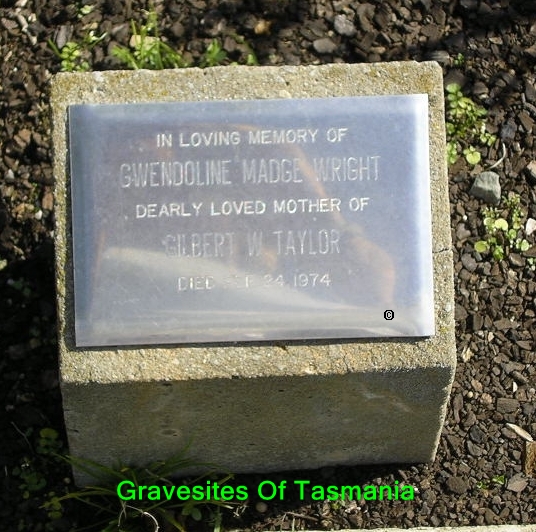 IN LOVING MEMORY OF
GWENDOLINE MADGE WRIGHT
DEARLY LOVED MOTHER OF
GILBERT W TAYLOR
DIED 24 1974
©
Gravesites Of Tasmania